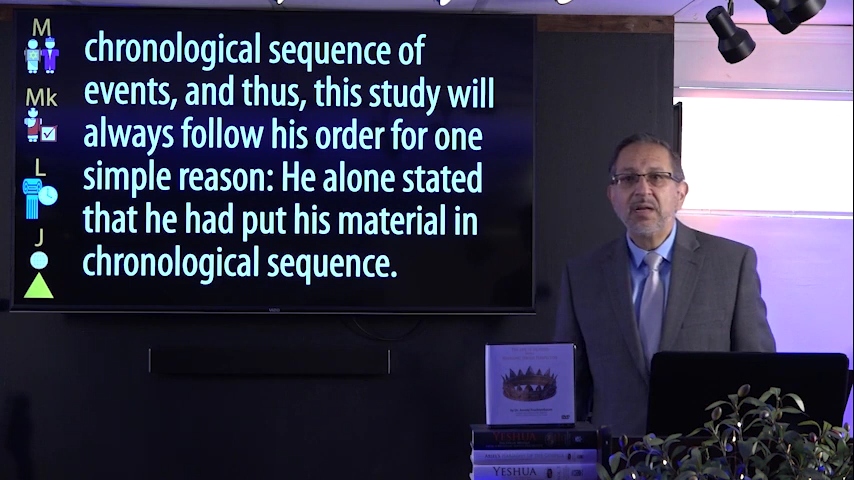 M
Mk
L
J
chronological sequence of
events, and thus, this study will
always follow his order for one
simple reason: He alone stated
that he had put his material in
chronological sequence.
YESHUA
YESHUA